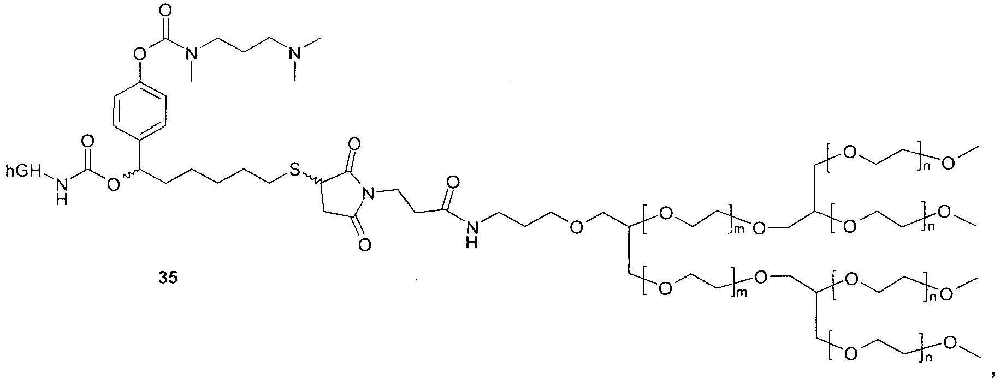 O
O N N
O O
hGH N H O S O
N O
O N H O [ O ]m O [ O ]n O
[ O ]n O
35
[ O ]m O [ O ]n O
[ O ]n O
,